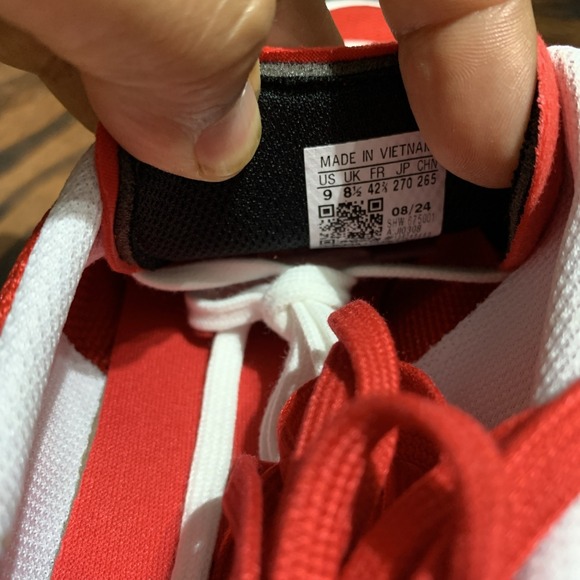 MADE IN VIETNAM
US UK FR JP CHN
9 8½ 42⅔ 270 265
08/24